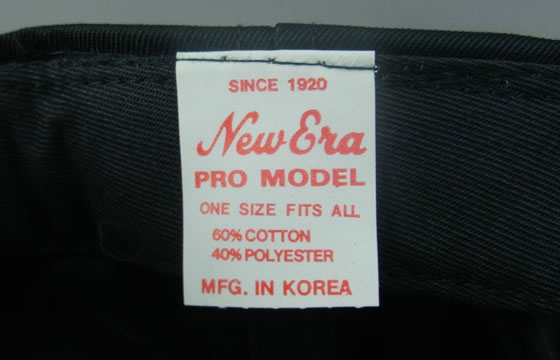 SINCE 1920
New Era
PRO MODEL
ONE SIZE FITS ALL
60% COTTON
40% POLYESTER
MFG. IN KOREA